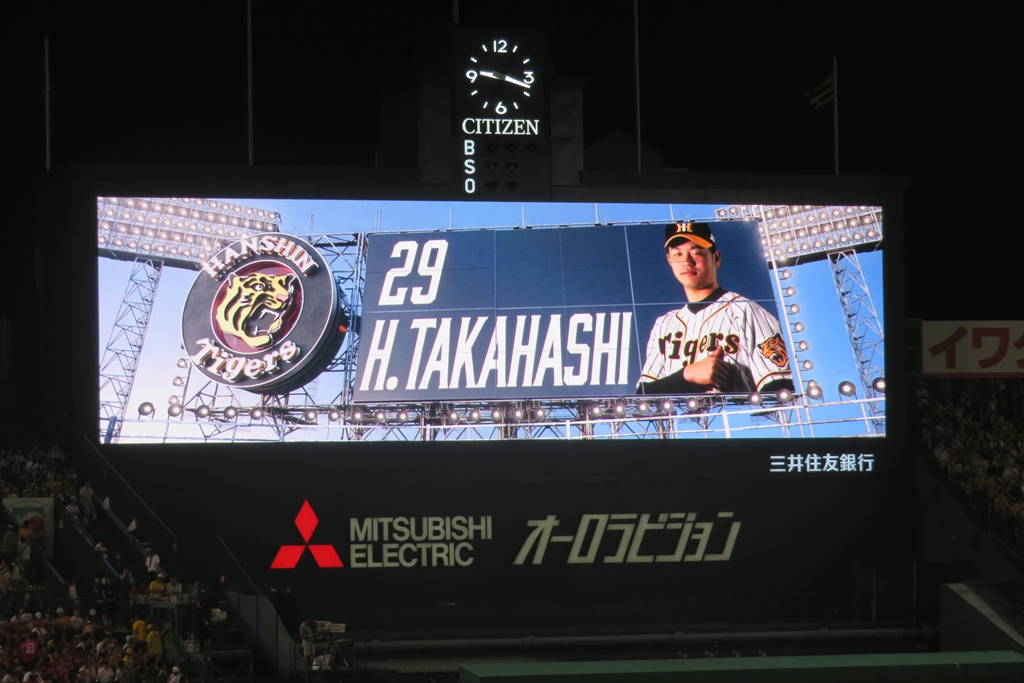 12
9 3
6
CITIZEN
B
S
O
HANSHIN
Tigers
29
H.TAKAHASHI
Tigers
イワ
三井住友銀行
MITSUBISHI
ELECTRIC
オーロラビジョン